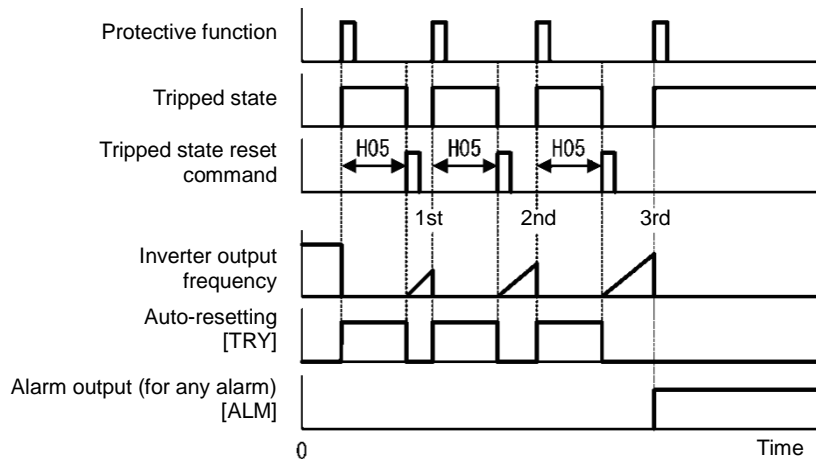 Protective function
Tripped state
Tripped state reset
command
H05 H05 H05
1st 2nd 3rd
Inverter output
frequency
Auto-resetting
[TRY]
Alarm output (for any alarm)
[ALM]
0 Time